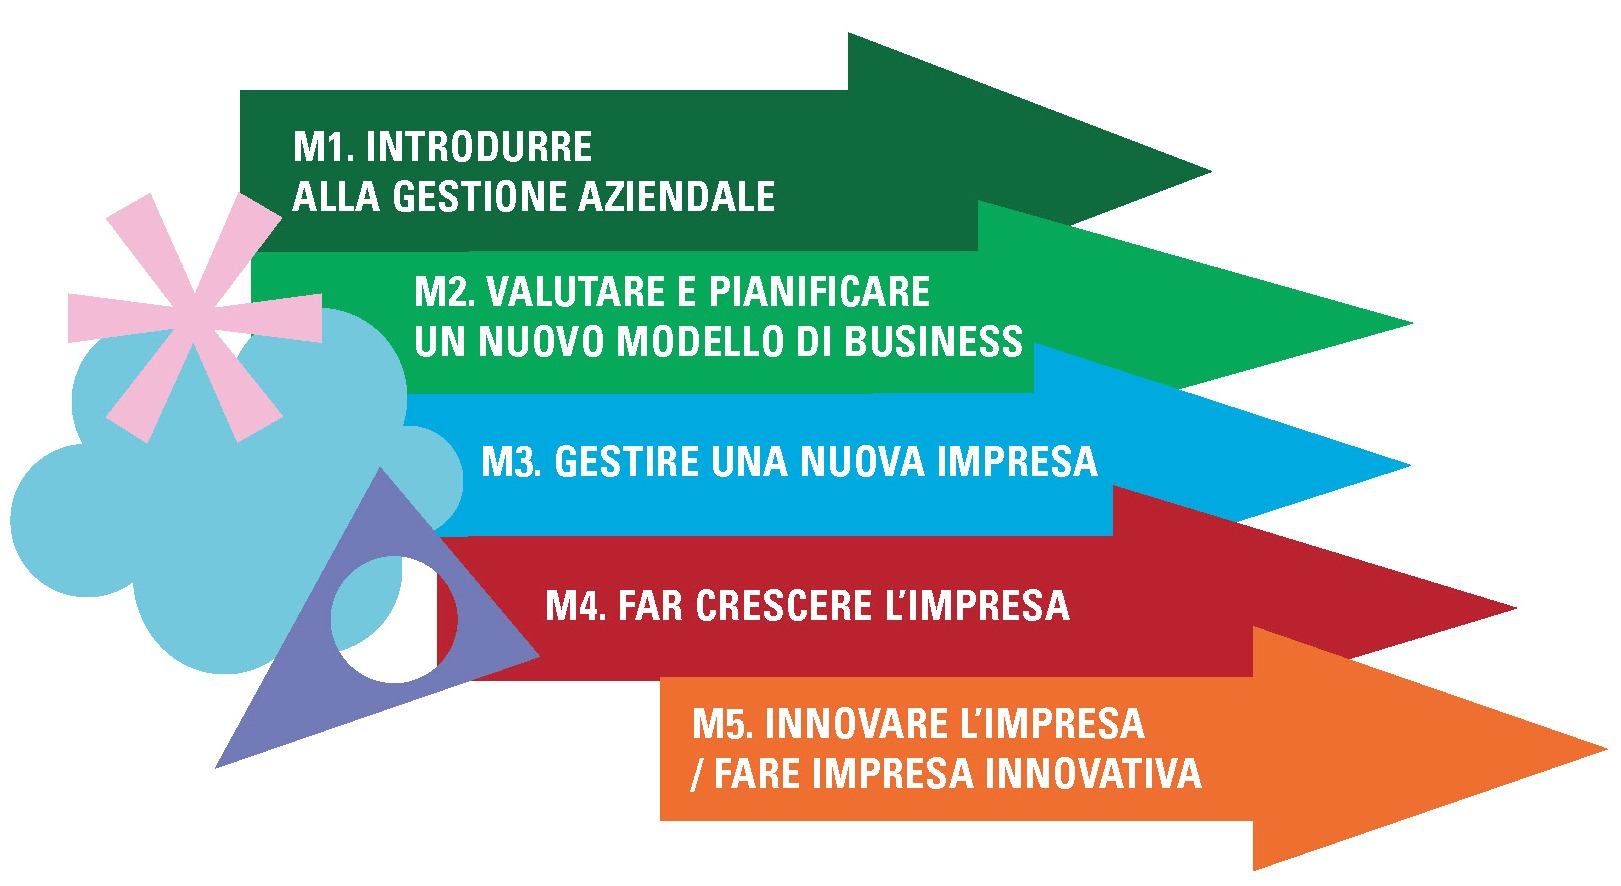 M1. INTRODURRE
ALLA GESTIONE AZIENDALE
M2. VALUTARE E PIANIFICARE
UN NUOVO MODELLO DI BUSINESS
M3. GESTIRE UNA NUOVA IMPRESA
M4. FAR CRESCERE L’IMPRESA
M5. INNOVARE L’IMPRESA
/ FARE IMPRESA INNOVATIVA